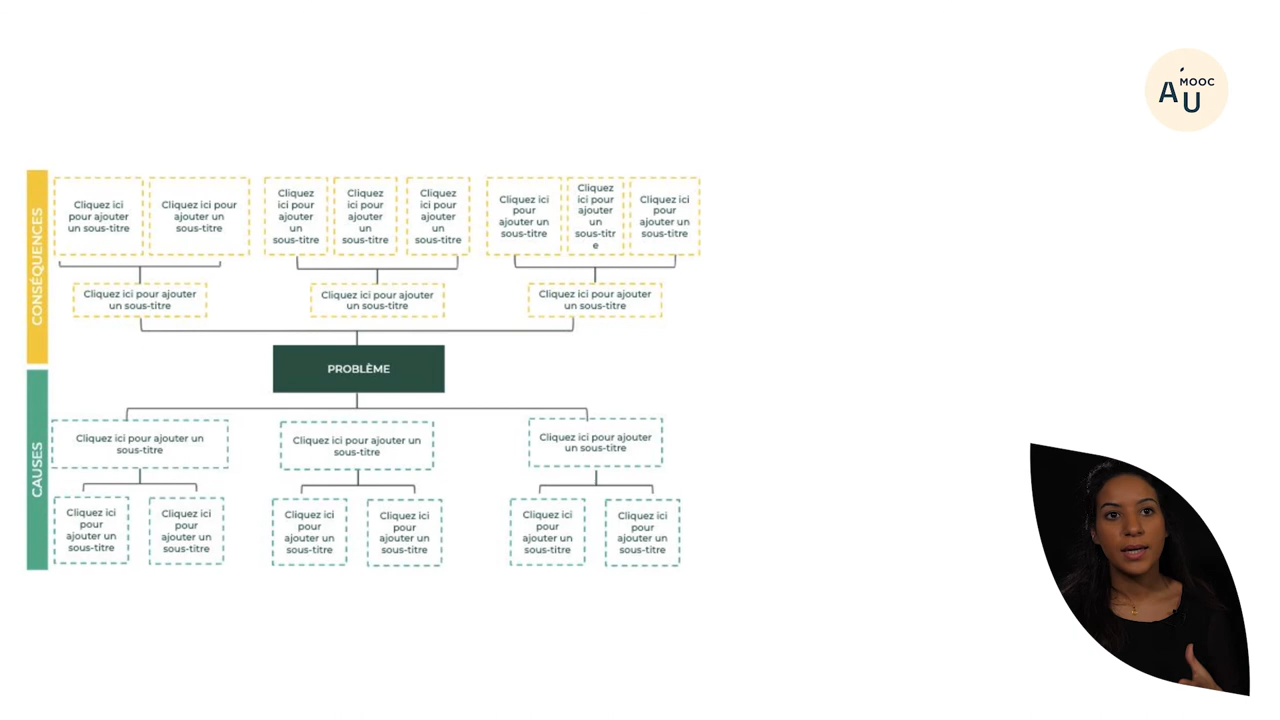 MOOC
AU
CONSÉQUENCES
Cliquez ici
pour ajouter
un sous-titre
Cliquez ici pour
ajouter un
sous-titre
Cliquez
ici pour
ajouter
un
sous-titre
Cliquez
ici pour
ajouter
un
sous-titre
Cliquez
ici pour
ajouter
un
sous-titre
Cliquez ici
pour
ajouter un
sous-titre
Cliquez
ici pour
ajouter
un
sous-titr
e
Cliquez ici
pour
ajouter un
sous-titre
Cliquez ici pour ajouter
un sous-titre
Cliquez ici pour ajouter
un sous-titre
Cliquez ici pour ajouter
un sous-titre
PROBLÈME
CAUSES
Cliquez ici pour ajouter un
sous-titre
Cliquez ici pour ajouter un
sous-titre
Cliquez ici pour ajouter
un sous-titre
Cliquez ici
pour
ajouter un
sous-titre
Cliquez ici
pour
ajouter un
sous-titre
Cliquez ici
pour
ajouter un
sous-titre
Cliquez ici
pour
ajouter un
sous-titre
Cliquez ici
pour
ajouter un
sous-titre
Cliquez ici
pour
ajouter un
sous-titre